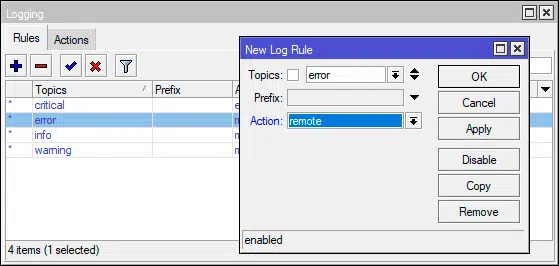 Logging
Rules
Actions
Topics
Prefix
critical
error
info
warning
4 items (1 selected)
New Log Rule
Topics:
error
Prefix:
Action:
remote
OK
Cancel
Apply
Disable
Copy
Remove
enabled